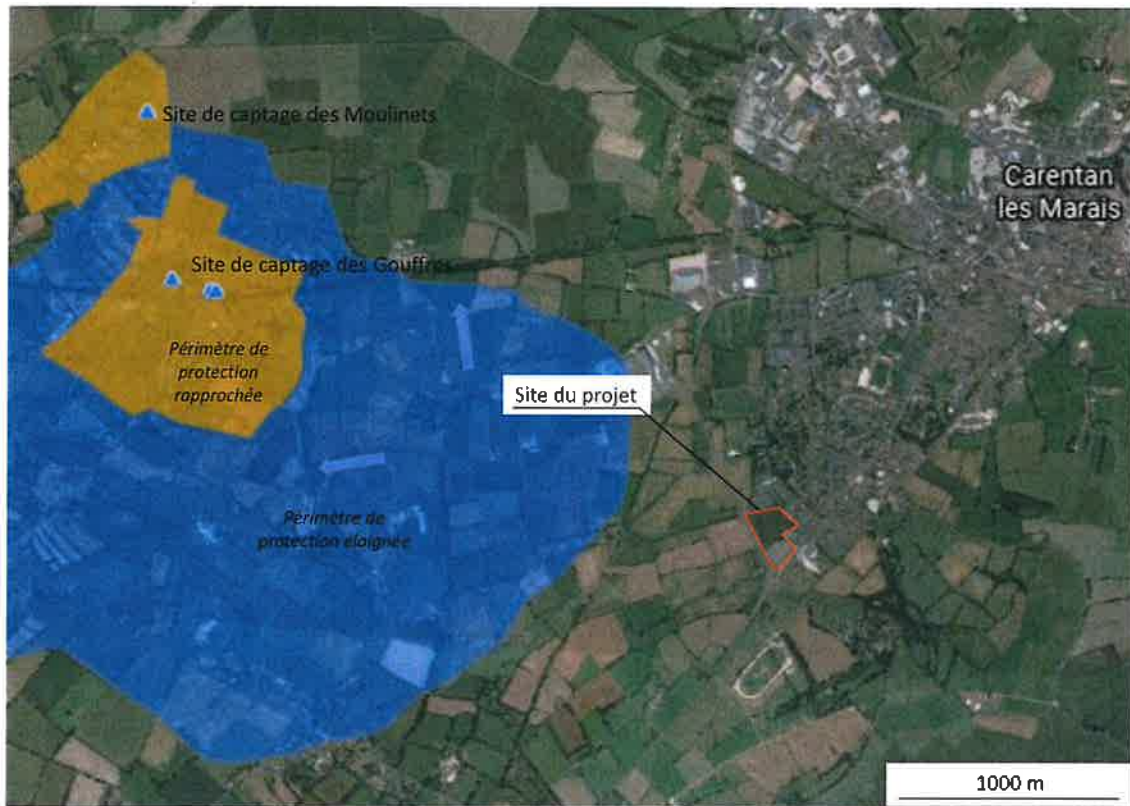 Site de captage des Moulinets
Carentan
les Marais
Site de captage des Gouffres
Périmètre de
protection
rapprochée
Site du projet
Périmètre de
protection eloignée
1000 m